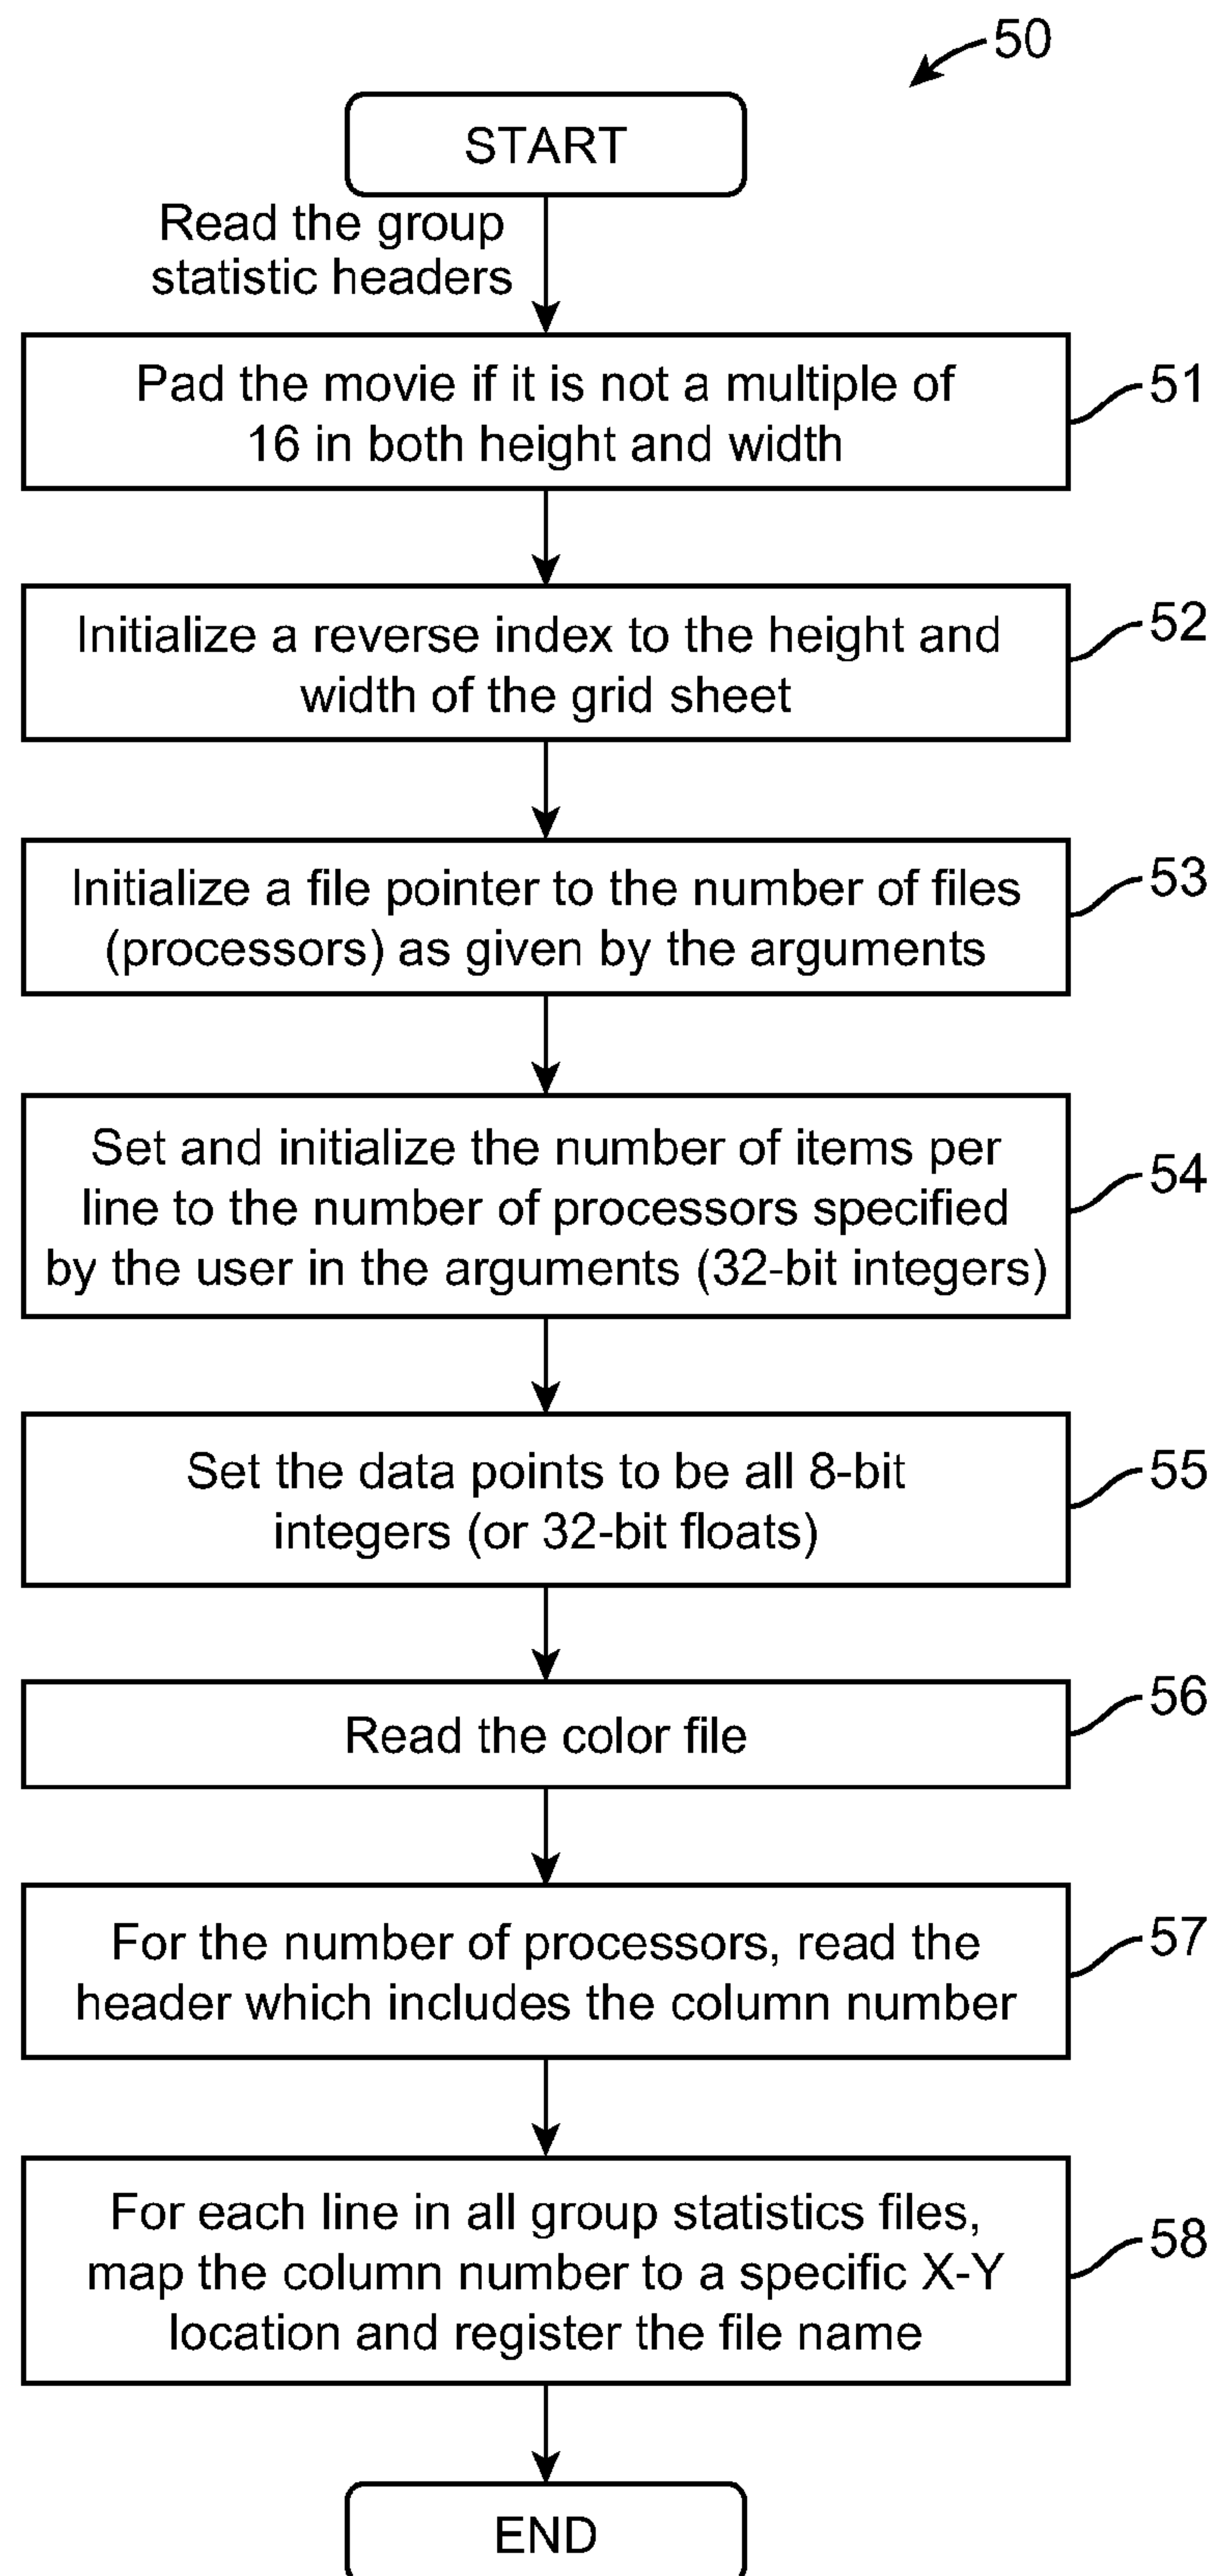 50
START
Read the group
statistic headers
Pad the movie if it is not a multiple of
16 in both height and width
51
Initialize a reverse index to the height and
width of the grid sheet
52
Initialize a file pointer to the number of files
(processors) as given by the arguments
53
Set and initialize the number of items per
line to the number of processors specified
by the user in the arguments (32-bit integers)
54
Set the data points to be all 8-bit
integers (or 32-bit floats)
55
Read the color file
56
For the number of processors, read the
header which includes the column number
57
For each line in all group statistics files,
map the column number to a specific X-Y
location and register the file name
58
END